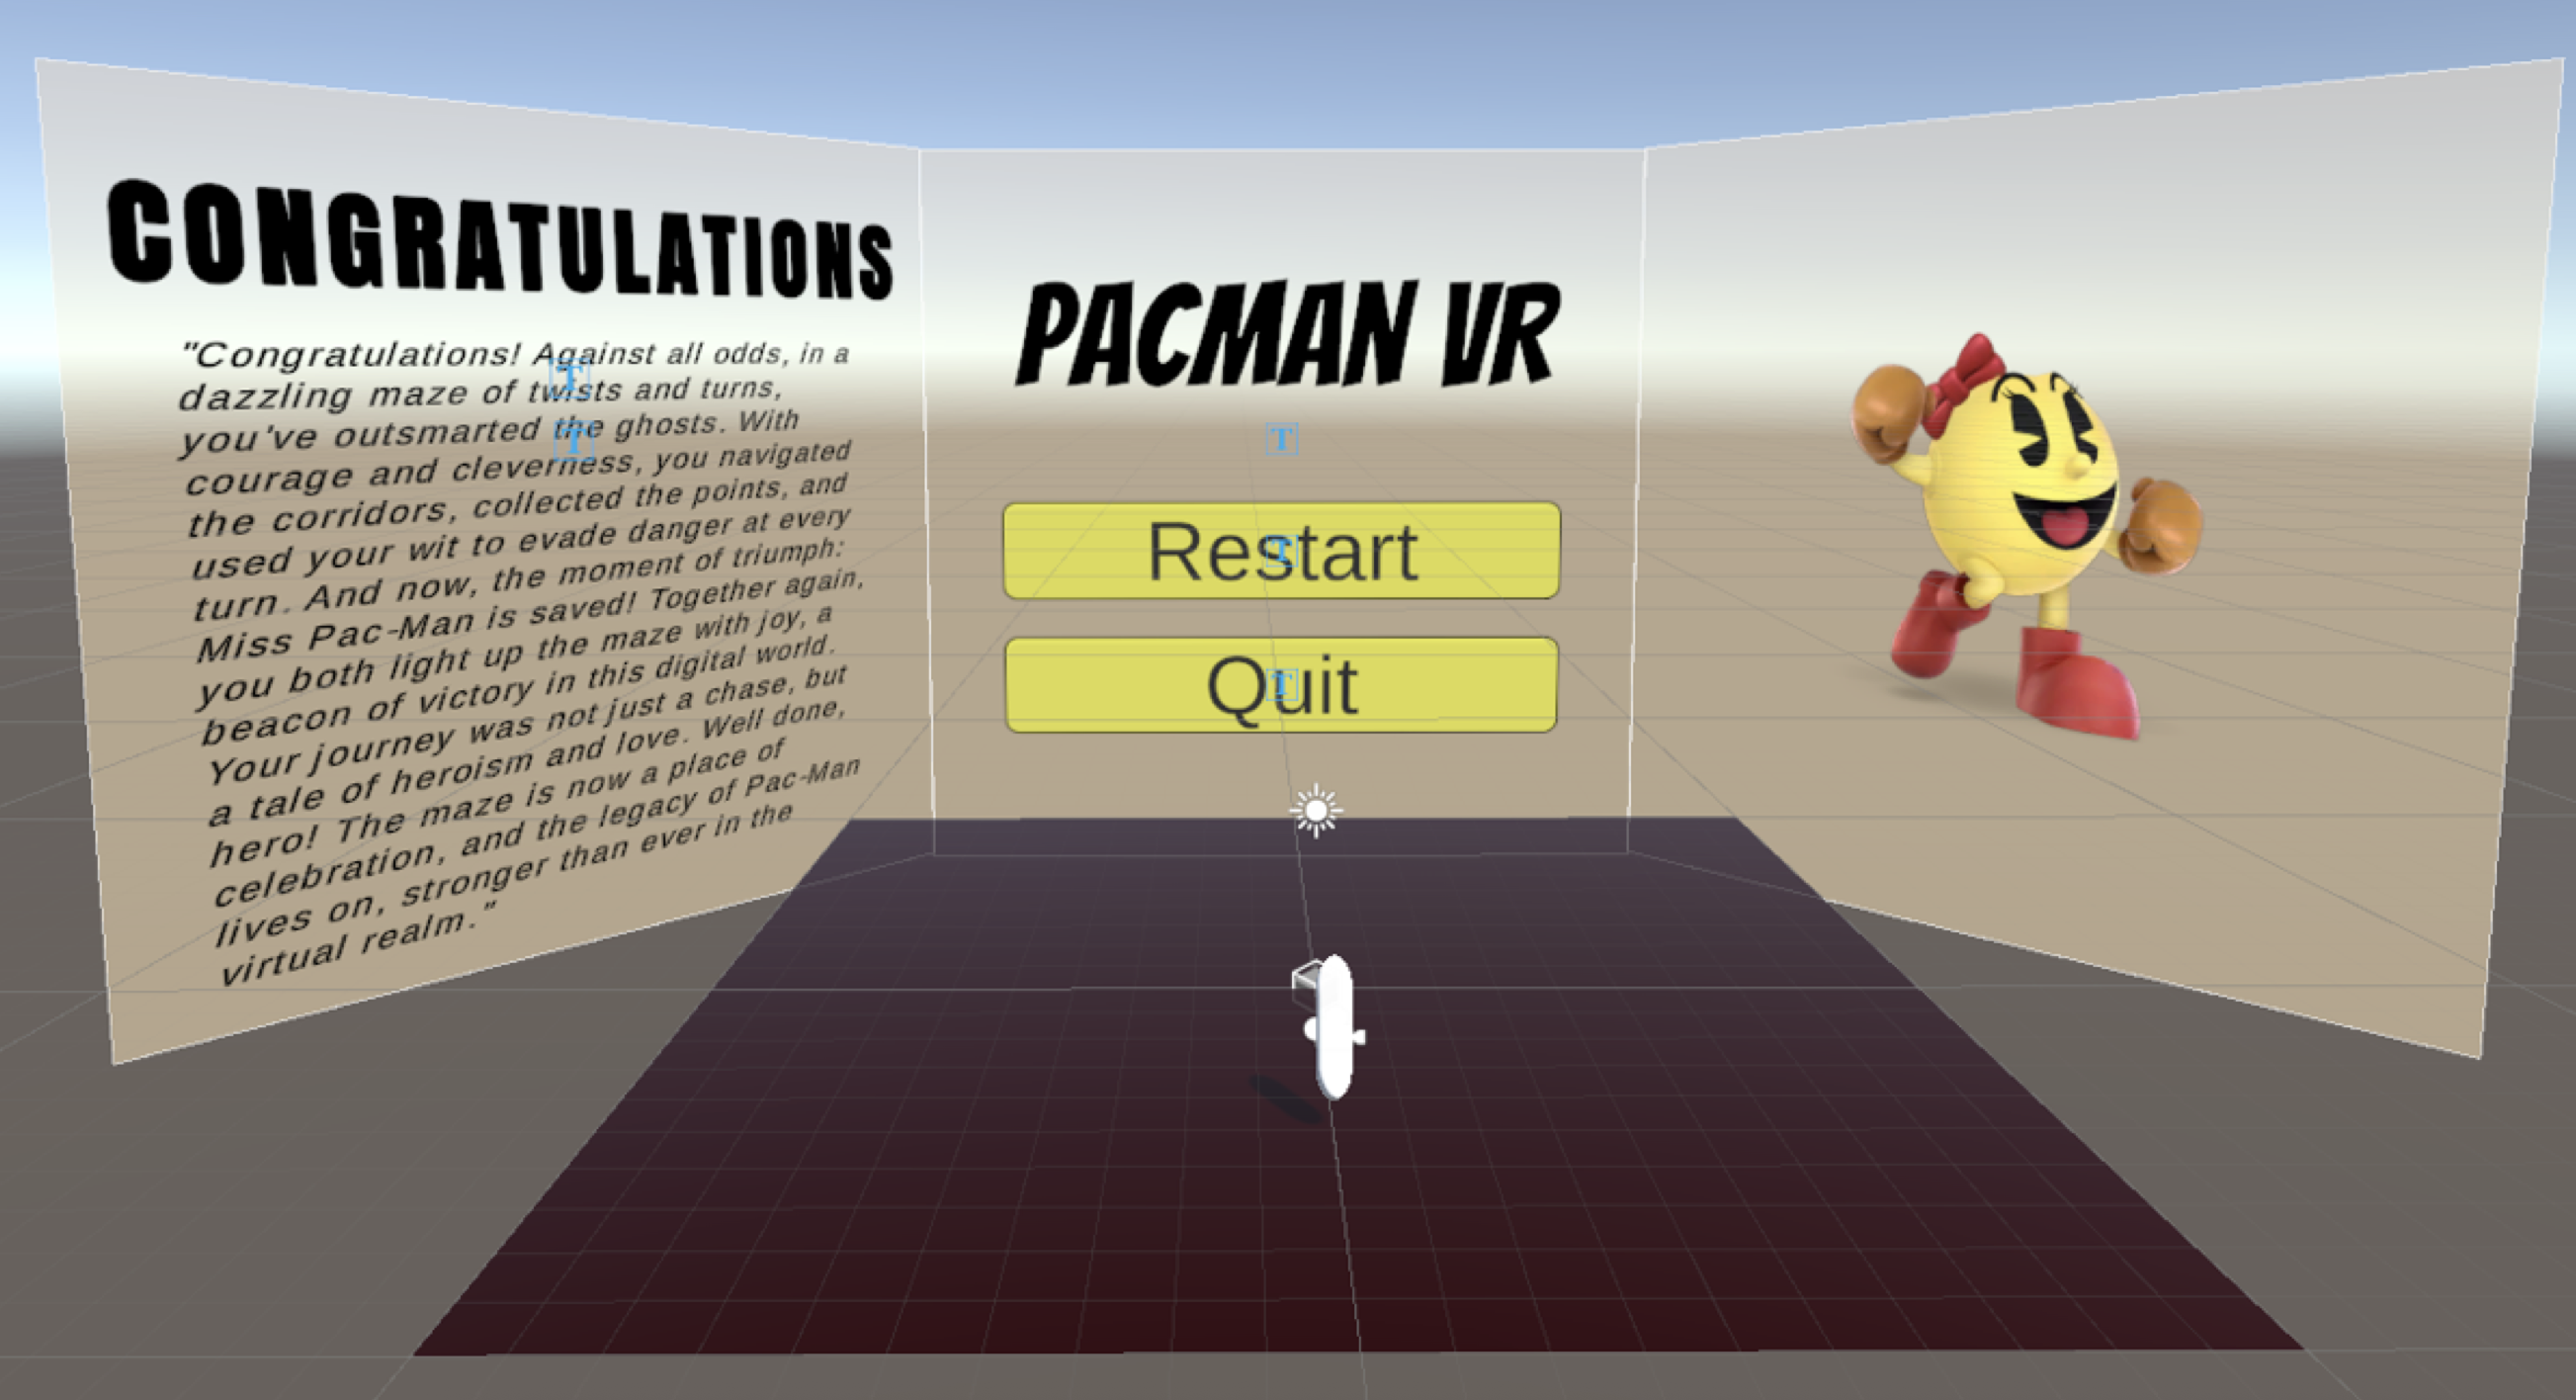 CONGRATULATIONS
"Congratulations! Against all odds, in a
dazzling maze of twists and turns,
you've outsmarted the ghosts. With
courage and cleverness, you navigated
the corridors, collected the points, and
used your wit to evade danger at every
turn. And now, the moment of triumph:
Miss Pac-Man is saved! Together again,
you both light up the maze with joy, a
beacon of victory in this digital world.
Your journey was not just a chase, but
a tale of heroism and love. Well done,
hero! The maze is now a place of
celebration, and the legacy of Pac-Man
lives on, stronger than ever in the
virtual realm."
PACMAN VR
Restart
Quit